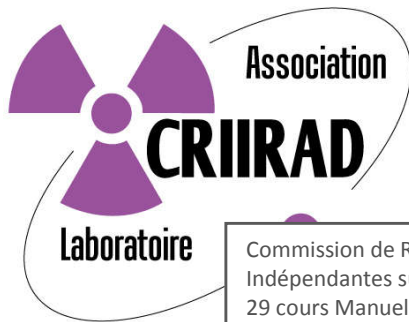 Association
CRIIRAD
Laboratoire
Commission de
Indépendantes
29 cours Manuel